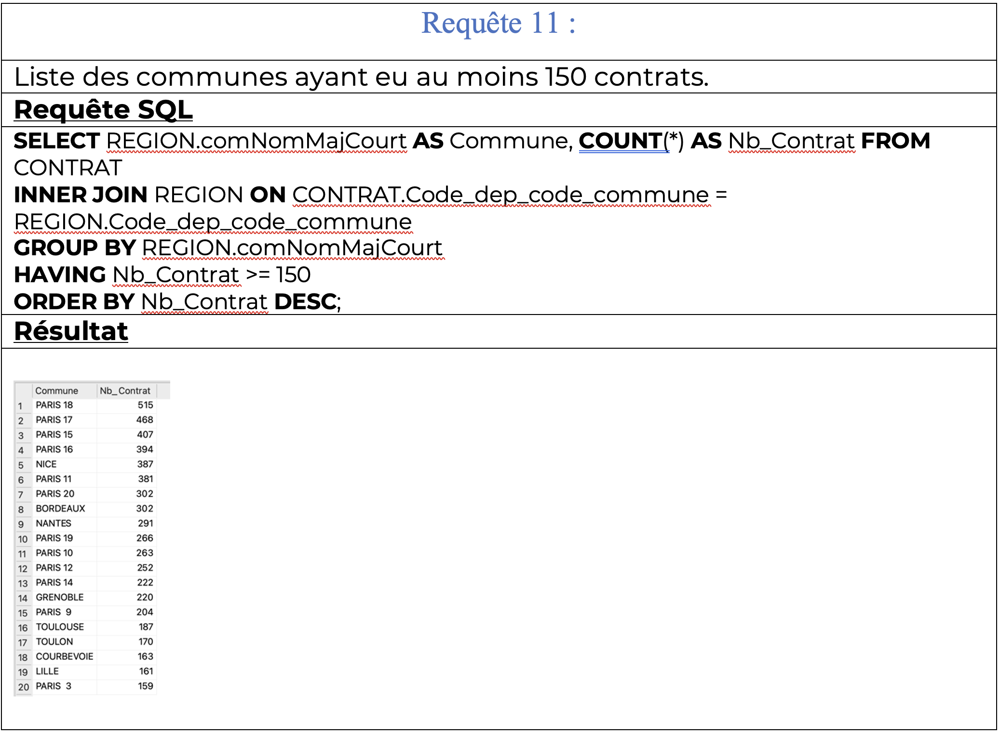 Requête 11 :
Liste des communes ayant eu au moins 150 contrats.
Requête SQL
SELECT REGION.comNomMajCourt AS Commune, COUNT(*) AS Nb_Contrat FROM
CONTRAT
INNER JOIN REGION ON CONTRAT.Code_dep_code_commune =
REGION.Code_dep_code_commune
GROUP BY REGION.comNomMajCourt
HAVING Nb_Contrat >= 150
ORDER BY Nb_Contrat DESC;
Résultat
Commune Nb_Contrat
1 PARIS 18 515
2 PARIS 17 468
3 PARIS 15 407
4 PARIS 16 394
5 NICE 387
6 PARIS 11 381
7 PARIS 20 302
8 BORDEAUX 302
9 NANTES 291
10 PARIS 19 266
11 PARIS 10 263
12 PARIS 12 252
13 PARIS 14 222
14 GRENOBLE 220
15 PARIS  9 204
16 TOULOUSE 187
17 TOULON 170
18 COURBEVOIE 163
19 LILLE 161
20 PARIS  3 159